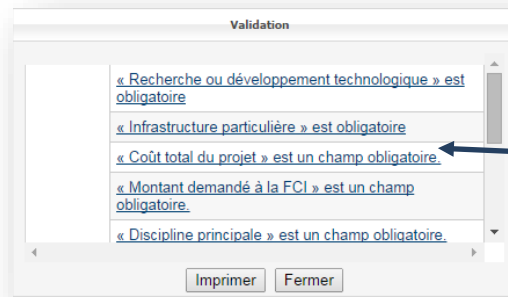 Validation
« Recherche ou développement technologique » est
obligatoire
« Infrastructure particulière » est obligatoire
« Coût total du projet » est un champ obligatoire.
« Montant demandé à la FCI » est un champ
obligatoire.
« Discipline principale » est un champ obligatoire.
Imprimer Fermer